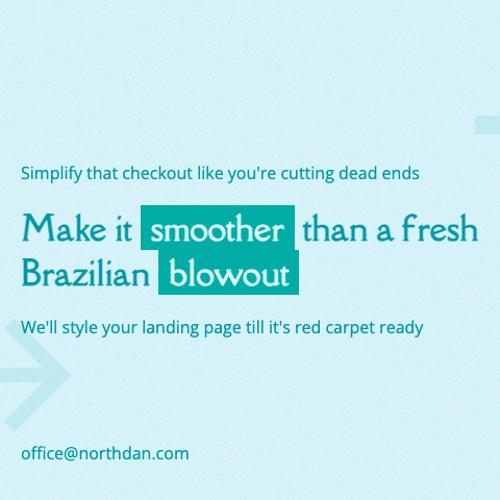 Simplify that checkout like you're cutting dead ends
Make it smoother than a fresh
Brazilian blowout
We'll style your landing page till it's red carpet ready
office@northdan.com